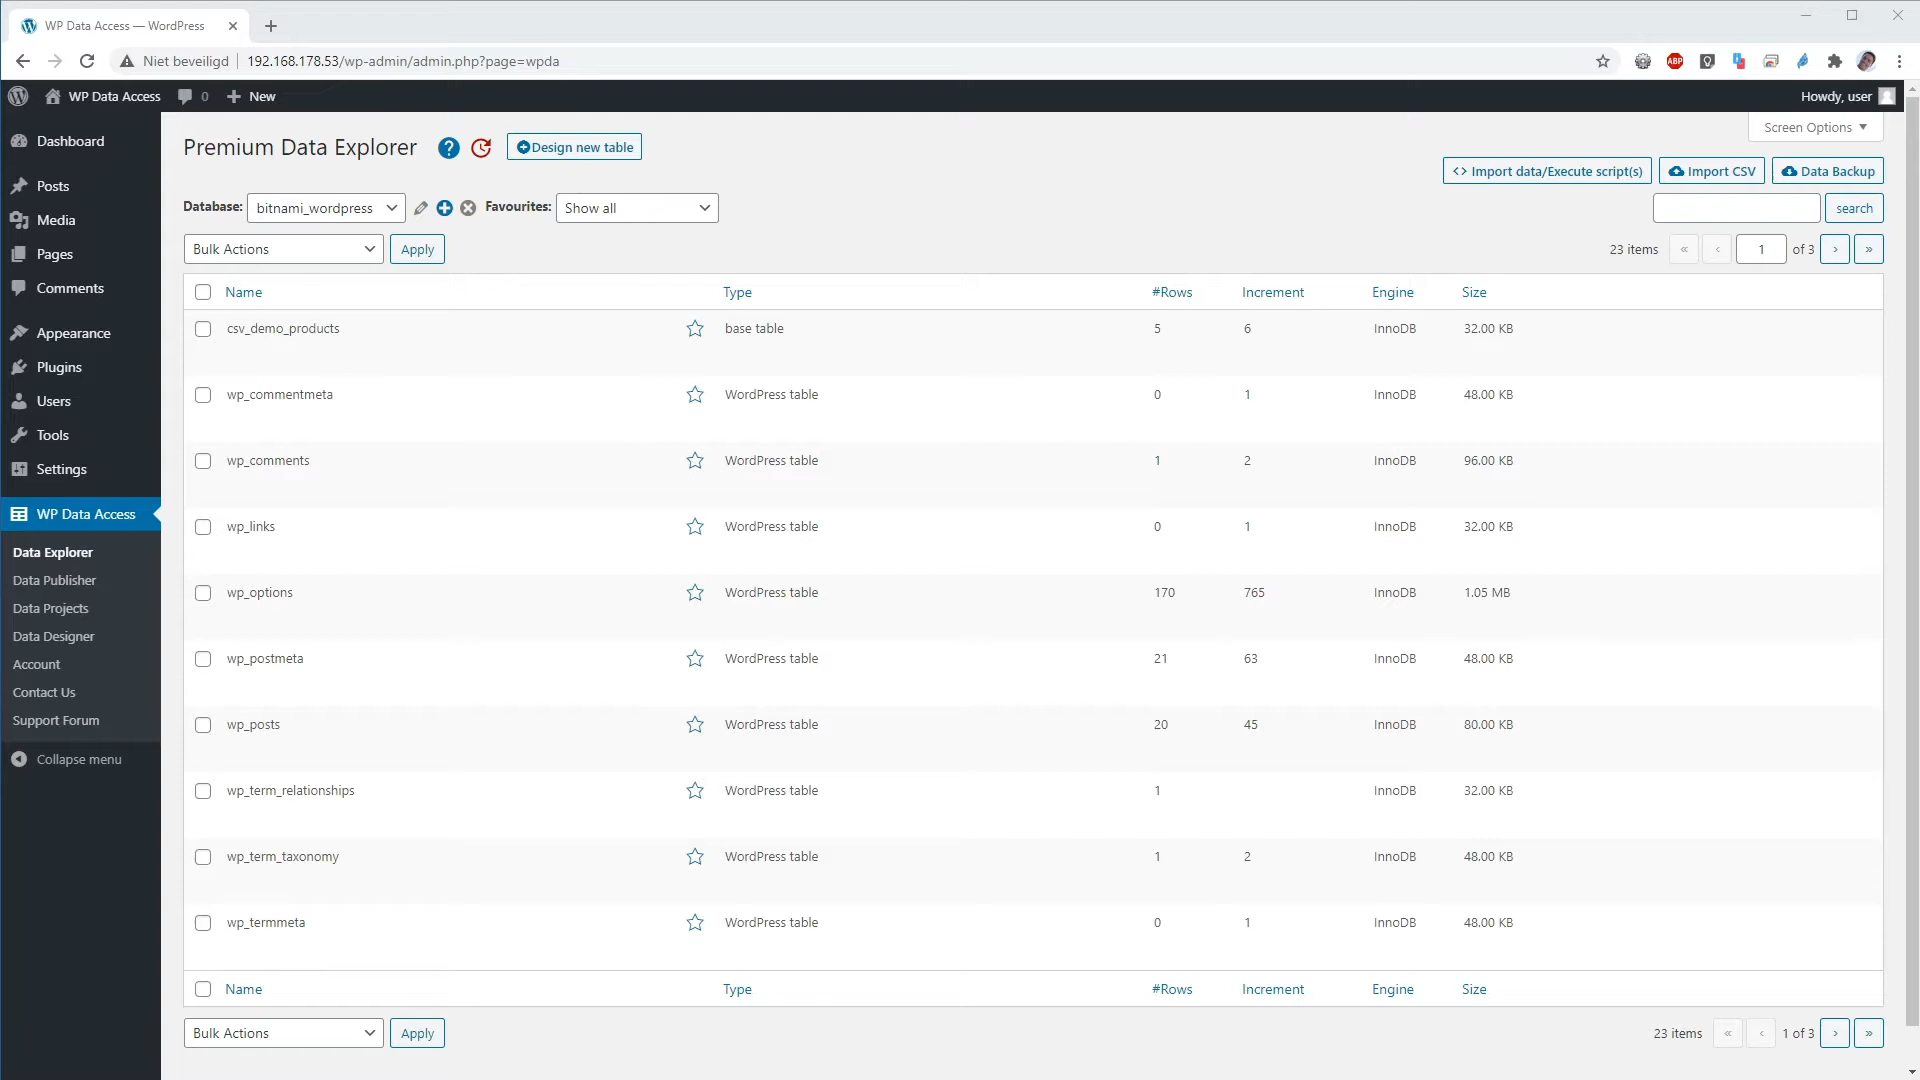 WP Data Access — WordPress
Niet beveiligd 192.168.178.53/wp-admin/admin.php?page=wpda
ABP
WP Data Access 0 New Howdy, user
Screen Options
Dashboard
Posts
Media
Pages
Comments
Appearance
Plugins
Users
Tools
Settings
WP Data Access
Data Explorer
Data Publisher
Data Projects
Data Designer
Account
Contact Us
Support Forum
Collapse menu
Premium Data Explorer ? Design new table
<> Import data/Execute script(s) Import CSV Data Backup
Database: bitnami_wordpress Favourites: Show all search
Bulk Actions Apply 23 items « ‹ 1 of 3 › »
Name Type #Rows Increment Engine Size
csv_demo_products base table 5 6 InnoDB 32.00 KB
wp_commentmeta WordPress table 0 1 InnoDB 48.00 KB
wp_comments WordPress table 1 2 InnoDB 96.00 KB
wp_links WordPress table 0 1 InnoDB 32.00 KB
wp_options WordPress table 170 765 InnoDB 1.05 MB
wp_postmeta WordPress table 21 63 InnoDB 48.00 KB
wp_posts WordPress table 20 45 InnoDB 80.00 KB
wp_term_relationships WordPress table 1 InnoDB 32.00 KB
wp_term_taxonomy WordPress table 1 2 InnoDB 48.00 KB
wp_termmeta WordPress table 0 1 InnoDB 48.00 KB
Name Type #Rows Increment Engine Size
Bulk Actions Apply 23 items « ‹ 1 of 3 › »